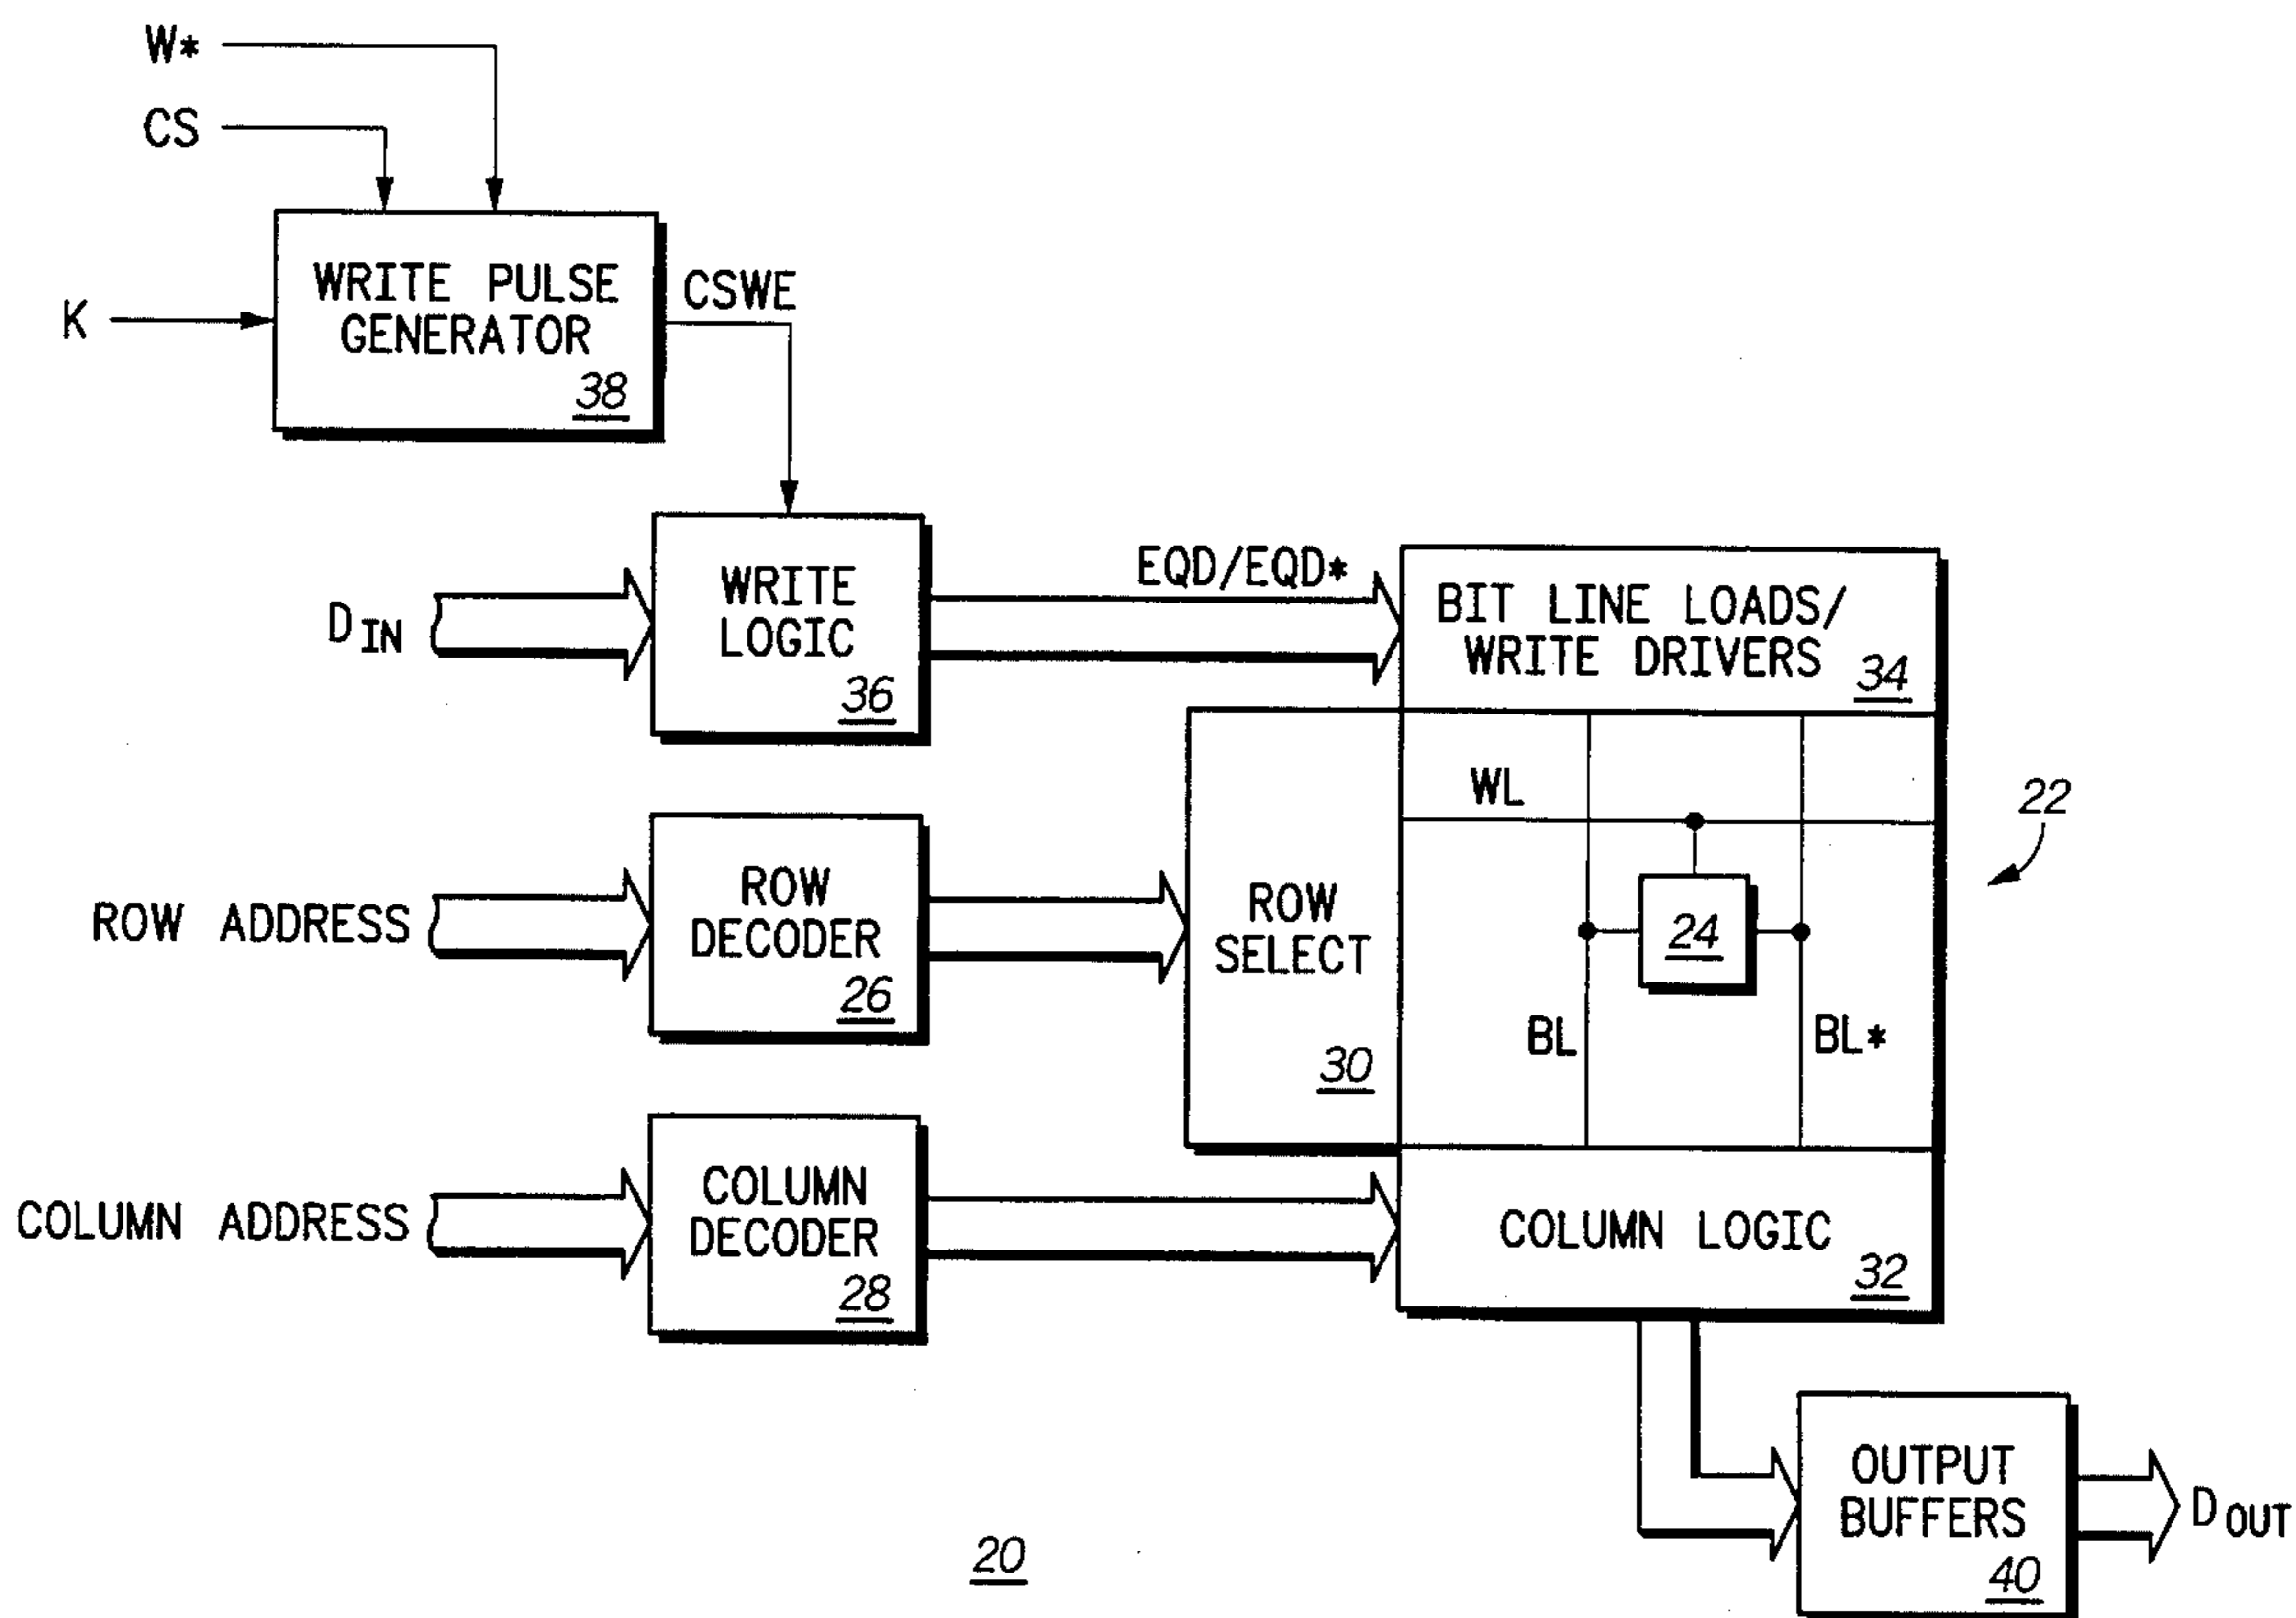 W*
CS
K
WRITE PULSE
GENERATOR
38
CSWE
D IN
WRITE
LOGIC
36
EQD/EQD*
BIT LINE LOADS/
WRITE DRIVERS
34
WL
22
ROW ADDRESS
ROW
DECODER
26
ROW
SELECT
30
24
BL
BL*
COLUMN ADDRESS
COLUMN
DECODER
28
COLUMN LOGIC
32
OUTPUT
BUFFERS
40
D OUT
20